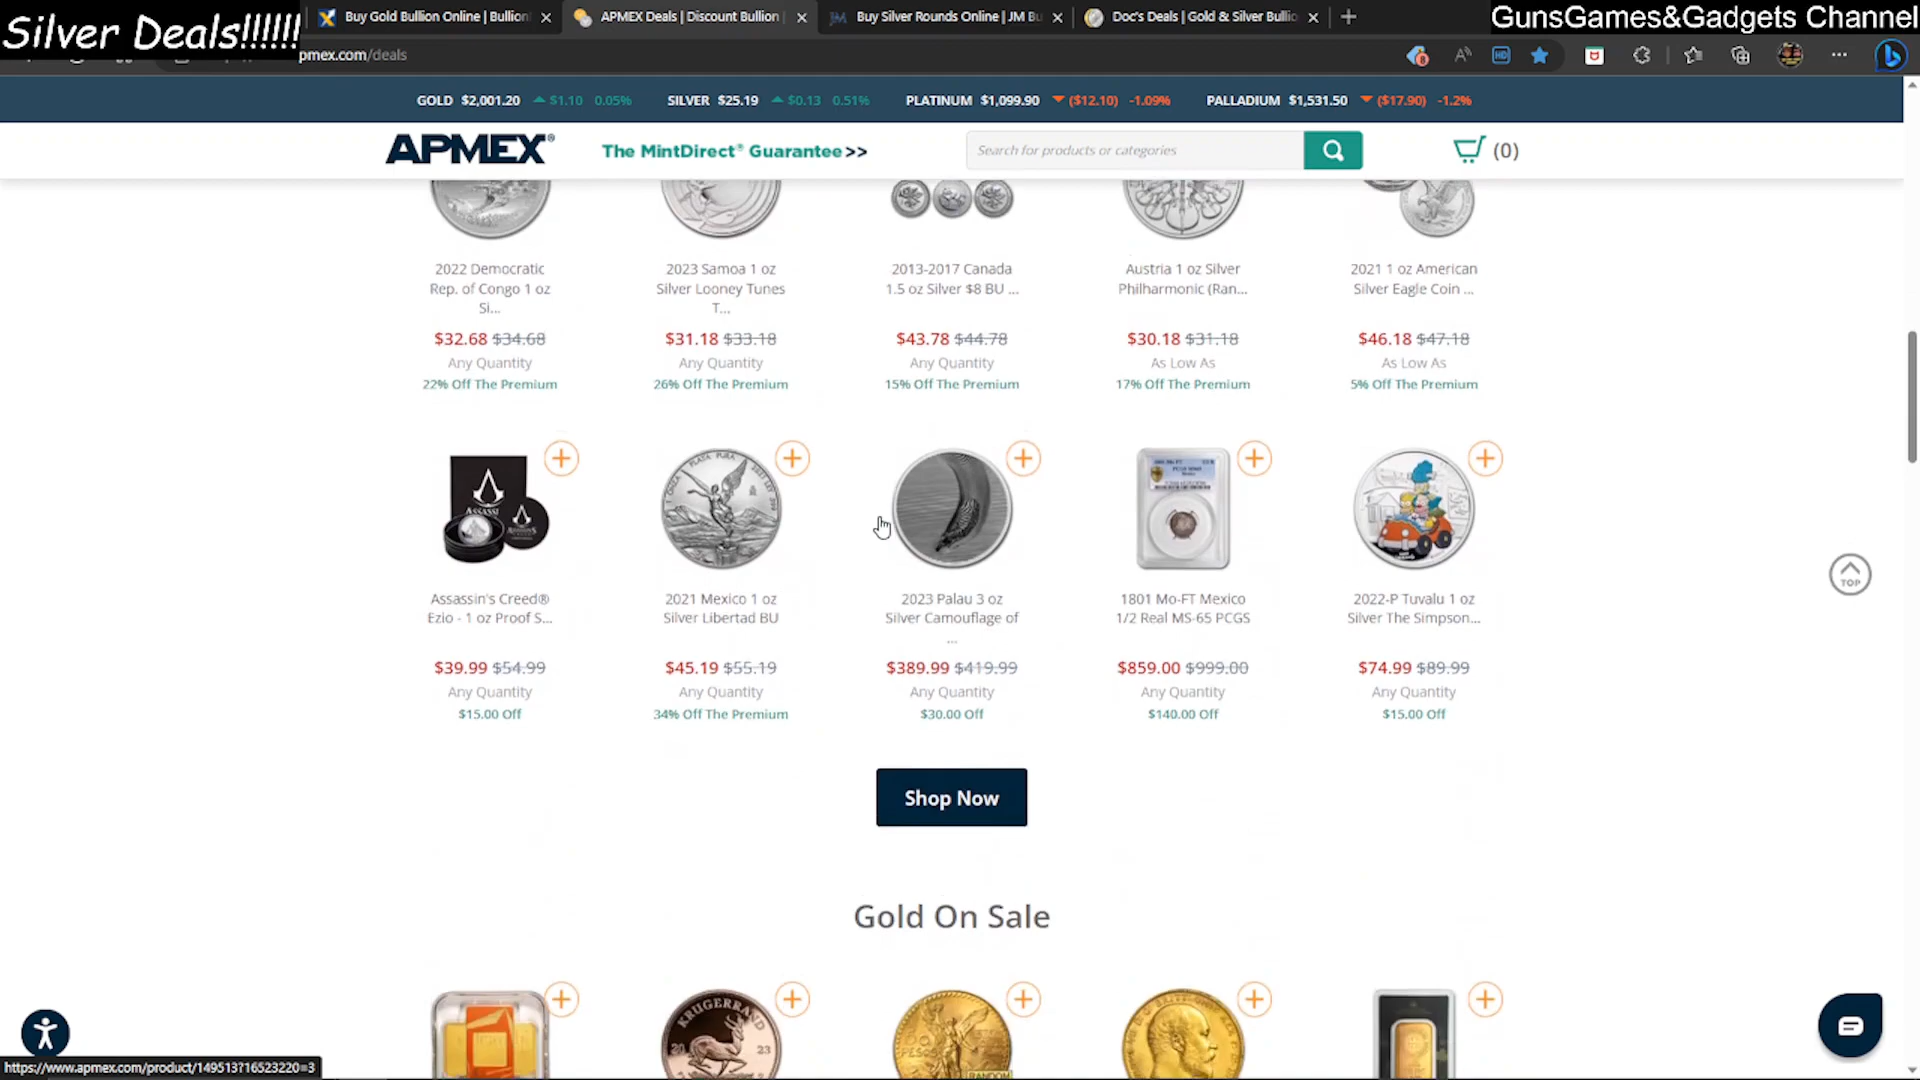 Silver Deals!!!!!!
Buy Gold Bullion Online | Bullion
APMEX Deals | Discount Bullion
JM
Buy Silver Rounds Online | JM Bu
Doc's Deals | Gold & Silver Bullio
GunsGames&Gadgets Channel
pmex.com/deals
8
HD
GOLD $2,001.20 $1.10 0.05%
SILVER $25.19 $0.13 0.51%
PLATINUM $1,099.90 ($12.10) -1.09%
PALLADIUM $1,531.50 ($17.90) -1.2%
APMEX®
The MintDirect® Guarantee >>
Search for products or categories
(0)
2022 Democratic
Rep. of Congo 1 oz
Si...
$32.68 $34.68
Any Quantity
22% Off The Premium
2023 Samoa 1 oz
Silver Looney Tunes
T...
$31.18 $33.18
Any Quantity
26% Off The Premium
2013-2017 Canada
1.5 oz Silver $8 BU ...
$43.78 $44.78
Any Quantity
15% Off The Premium
Austria 1 oz Silver
Philharmonic (Ran...
$30.18 $31.18
As Low As
17% Off The Premium
2021 1 oz American
Silver Eagle Coin ...
$46.18 $47.18
As Low As
5% Off The Premium
Assassin's Creed®
Ezio - 1 oz Proof S...
$39.99 $54.99
Any Quantity
$15.00 Off
PLATA PURA
2021 Mexico 1 oz
Silver Libertad BU
$45.19 $55.19
Any Quantity
34% Off The Premium
2023 Palau 3 oz
Silver Camouflage of
...
$389.99 $419.99
Any Quantity
$30.00 Off
1801 Mo-FT Mexico
1/2 Real MS-65 PCGS
$859.00 $999.00
Any Quantity
$140.00 Off
2022-P Tuvalu 1 oz
Silver The Simpson...
$74.99 $89.99
Any Quantity
$15.00 Off
TOP
Shop Now
Gold On Sale
KRUGERRAND
20 23
RANDOM
https://www.apmex.com/product/149513?16523220=3